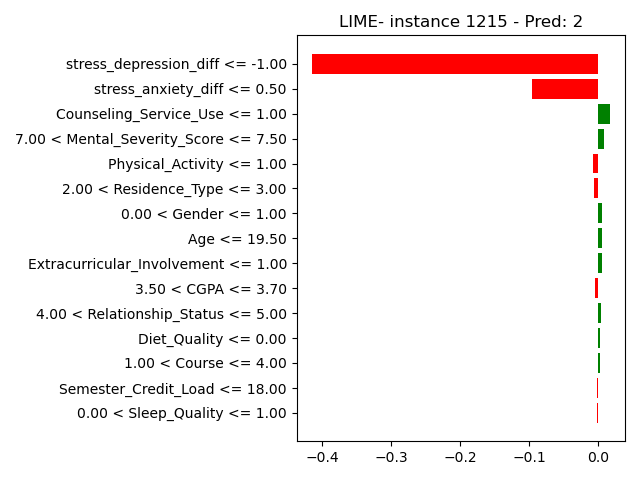 LIME- instance 1215 - Pred: 2
stress_depression_diff <= -1.00
stress_anxiety_diff <= 0.50
Counseling_Service_Use <= 1.00
7.00 < Mental_Severity_Score <= 7.50
Physical_Activity <= 1.00
2.00 < Residence_Type <= 3.00
0.00 < Gender <= 1.00
Age <= 19.50
Extracurricular_Involvement <= 1.00
3.50 < CGPA <= 3.70
4.00 < Relationship_Status <= 5.00
Diet_Quality <= 0.00
1.00 < Course <= 4.00
Semester_Credit_Load <= 18.00
0.00 < Sleep_Quality <= 1.00
−0.4 −0.3 −0.2 −0.1 0.0